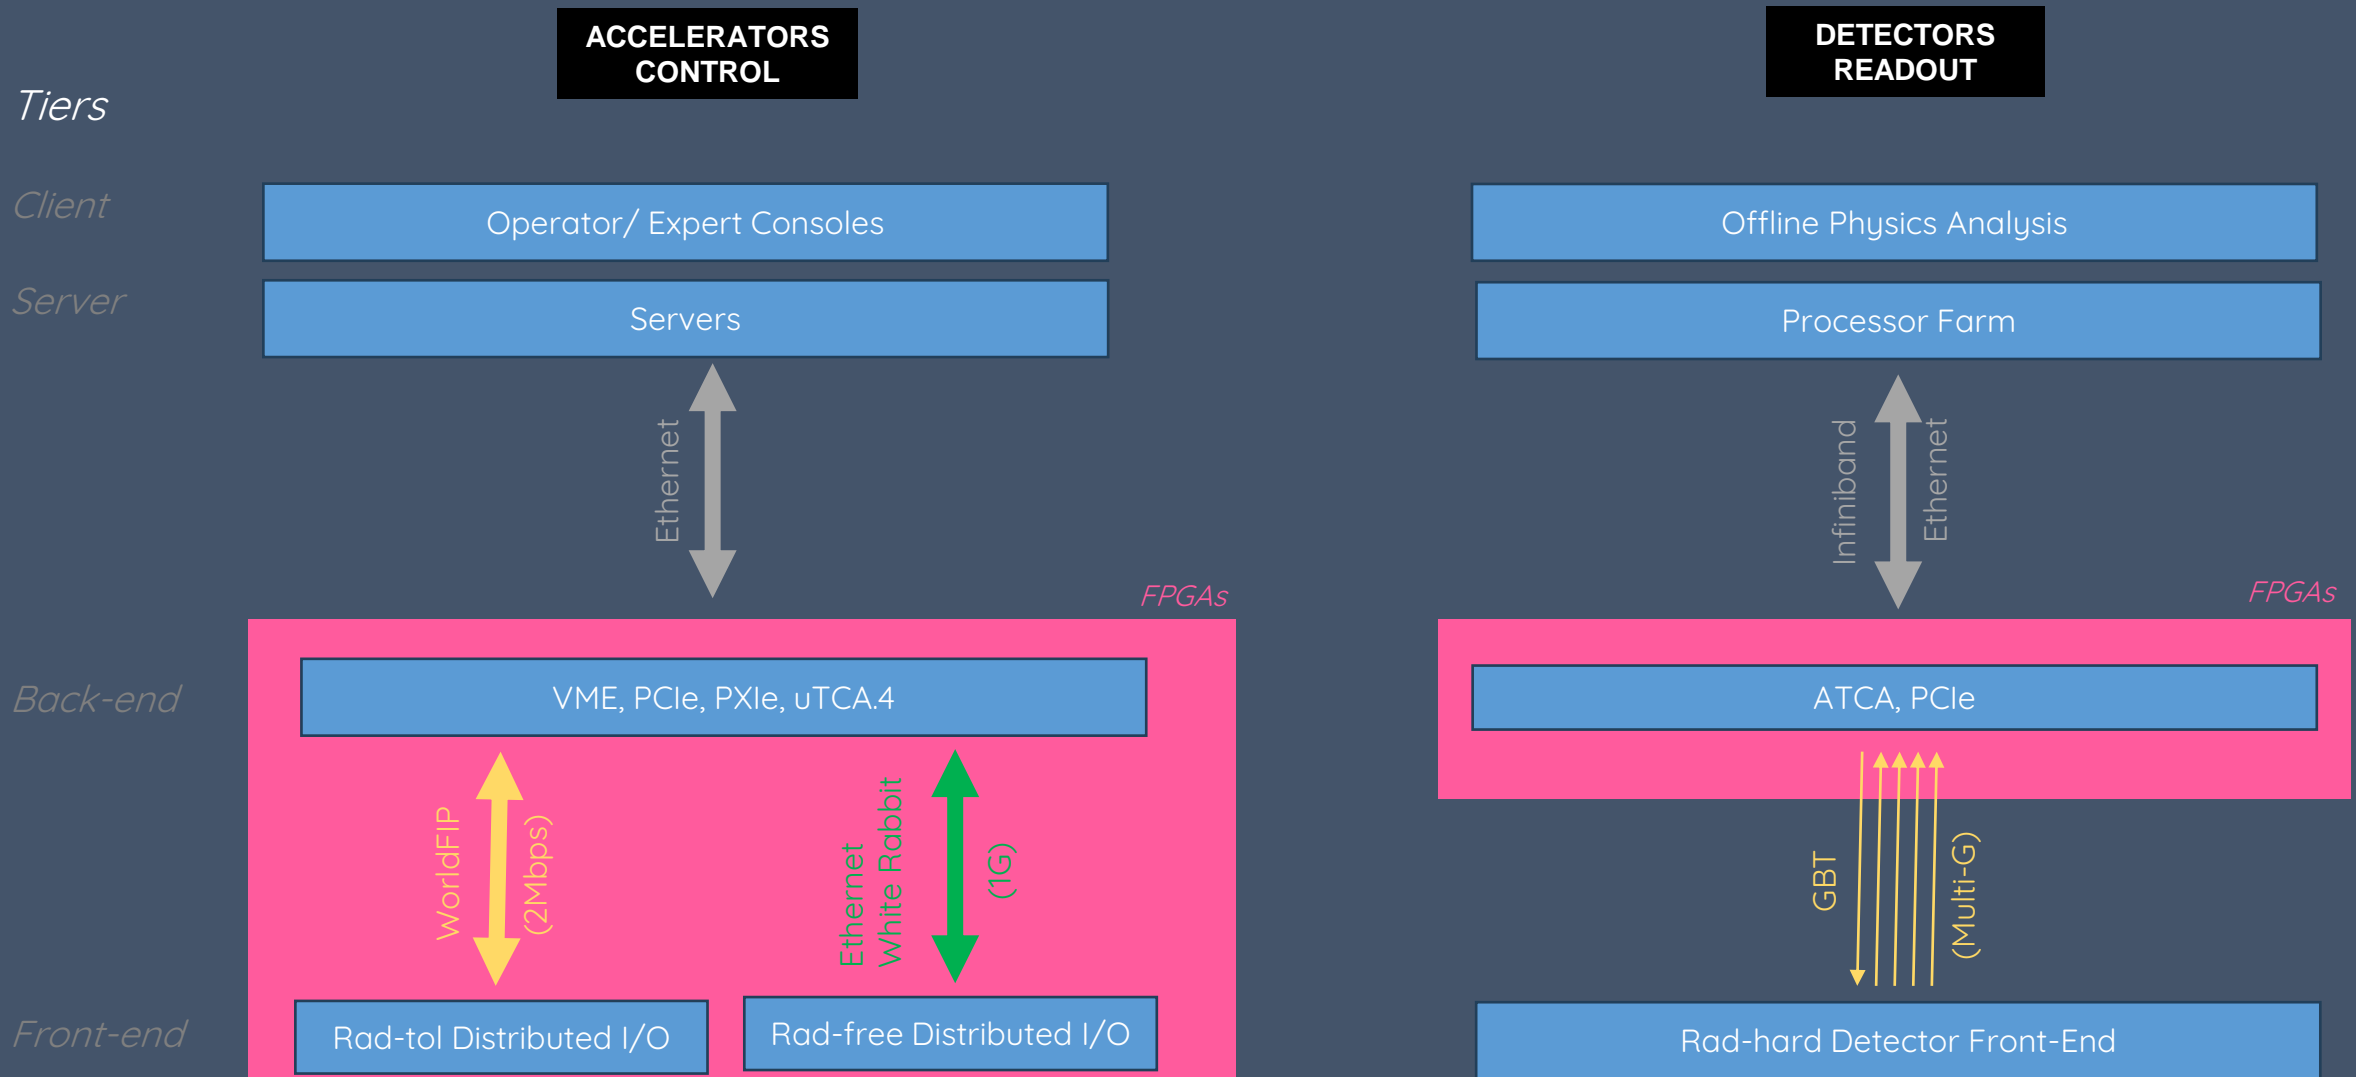 ACCELERATORS
CONTROL
DETECTORS
READOUT
Tiers
Client
Operator/ Expert Consoles
Offline Physics Analysis
Server
Servers
Processor Farm
Ethernet
Infiniband
Ethernet
FPGAs
FPGAs
Back-end
VME, PCIe, PXIe, uTCA.4
ATCA, PCIe
WorldFIP
(2Mbps)
Ethernet
White Rabbit
(1G)
GBT
(Multi-G)
Front-end
Rad-tol Distributed I/O
Rad-free Distributed I/O
Rad-hard Detector Front-End